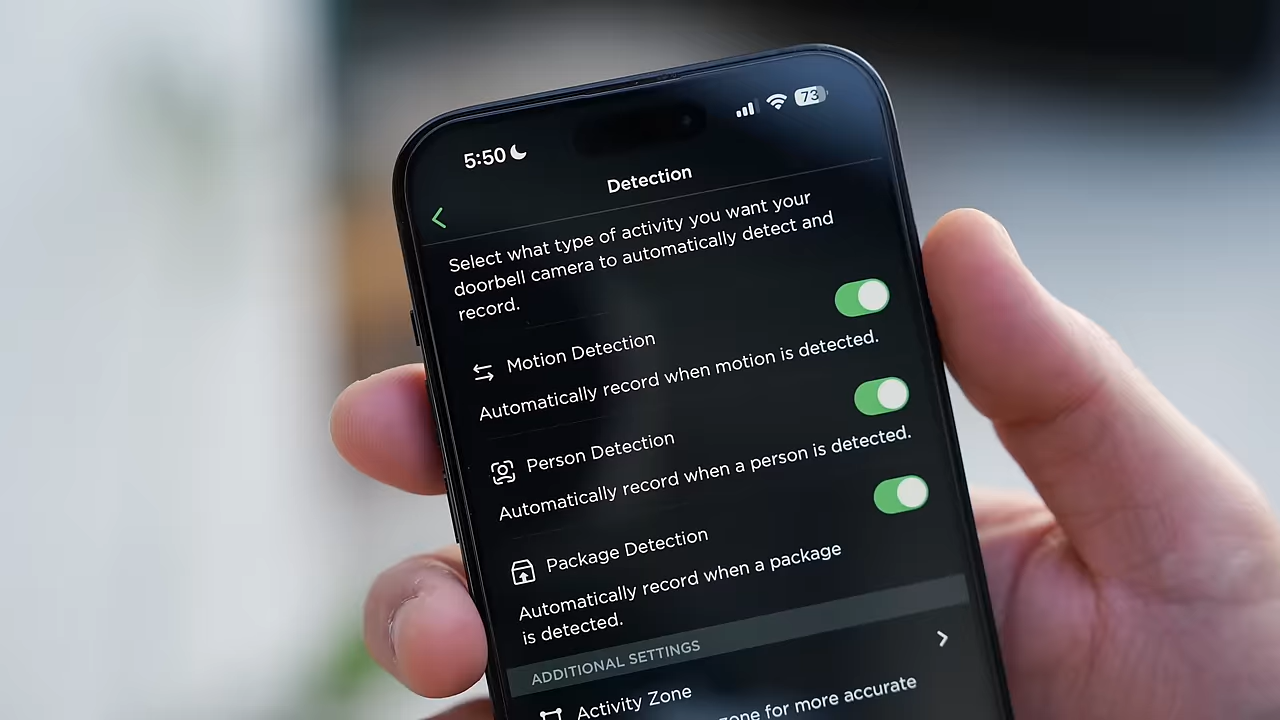 5:50
73
Detection
Select what type of activity you want your
doorbell camera to automatically detect and
record.
Motion Detection
Automatically record when motion is detected.
Person Detection
Automatically record when a person is detected.
Package Detection
Automatically record when a package
is detected.
ADDITIONAL SETTINGS
Activity Zone
zone for more accurate